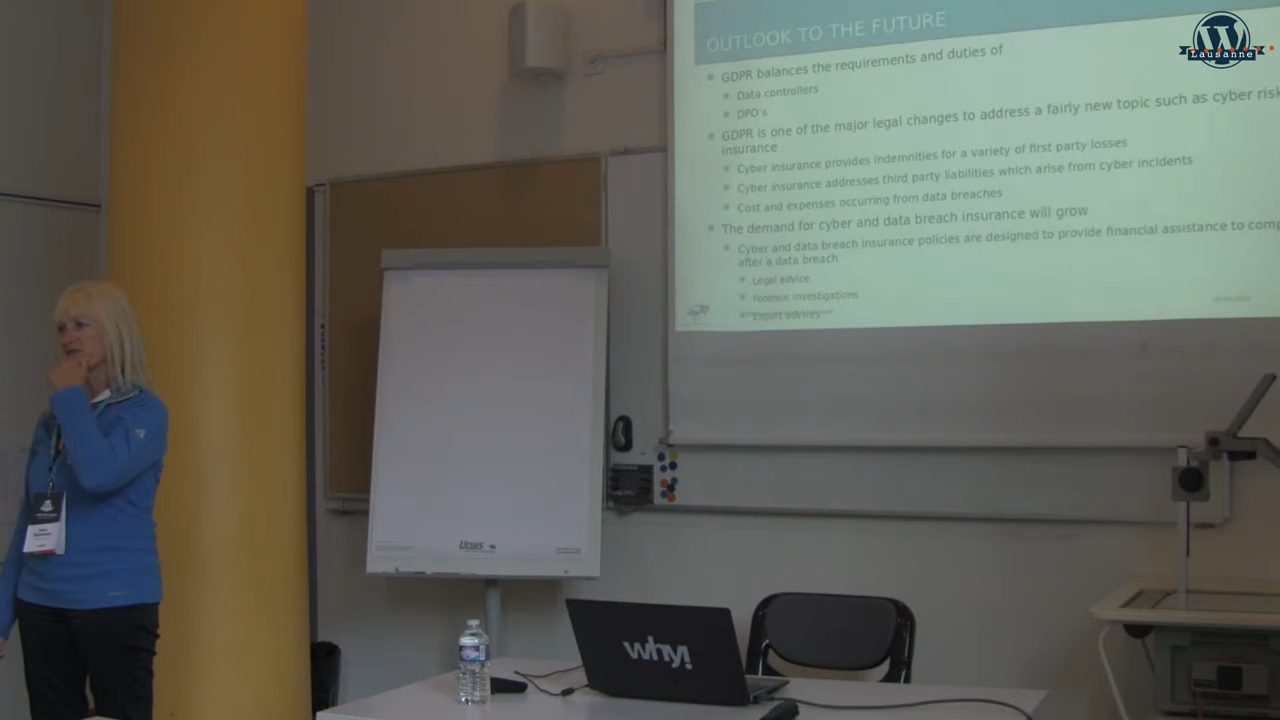 OUTLOOK TO THE FUTURE
GDPR balances the requirements and duties of
Data controllers
DPO's
GDPR is one of the major legal changes to address a fairly new topic such as cyber risk
insurance
Cyber insurance provides indemnities for a variety of first party losses
Cyber insurance addresses third party liabilities which arise from cyber incidents
Cost and expenses occurring from data breaches
The demand for cyber and data breach insurance will grow
Cyber and data breach insurance policies are designed to provide financial assistance to comp
after a data breach
Legal advice
Forensic Investigations
Expert advices
W
Lausanne
why!